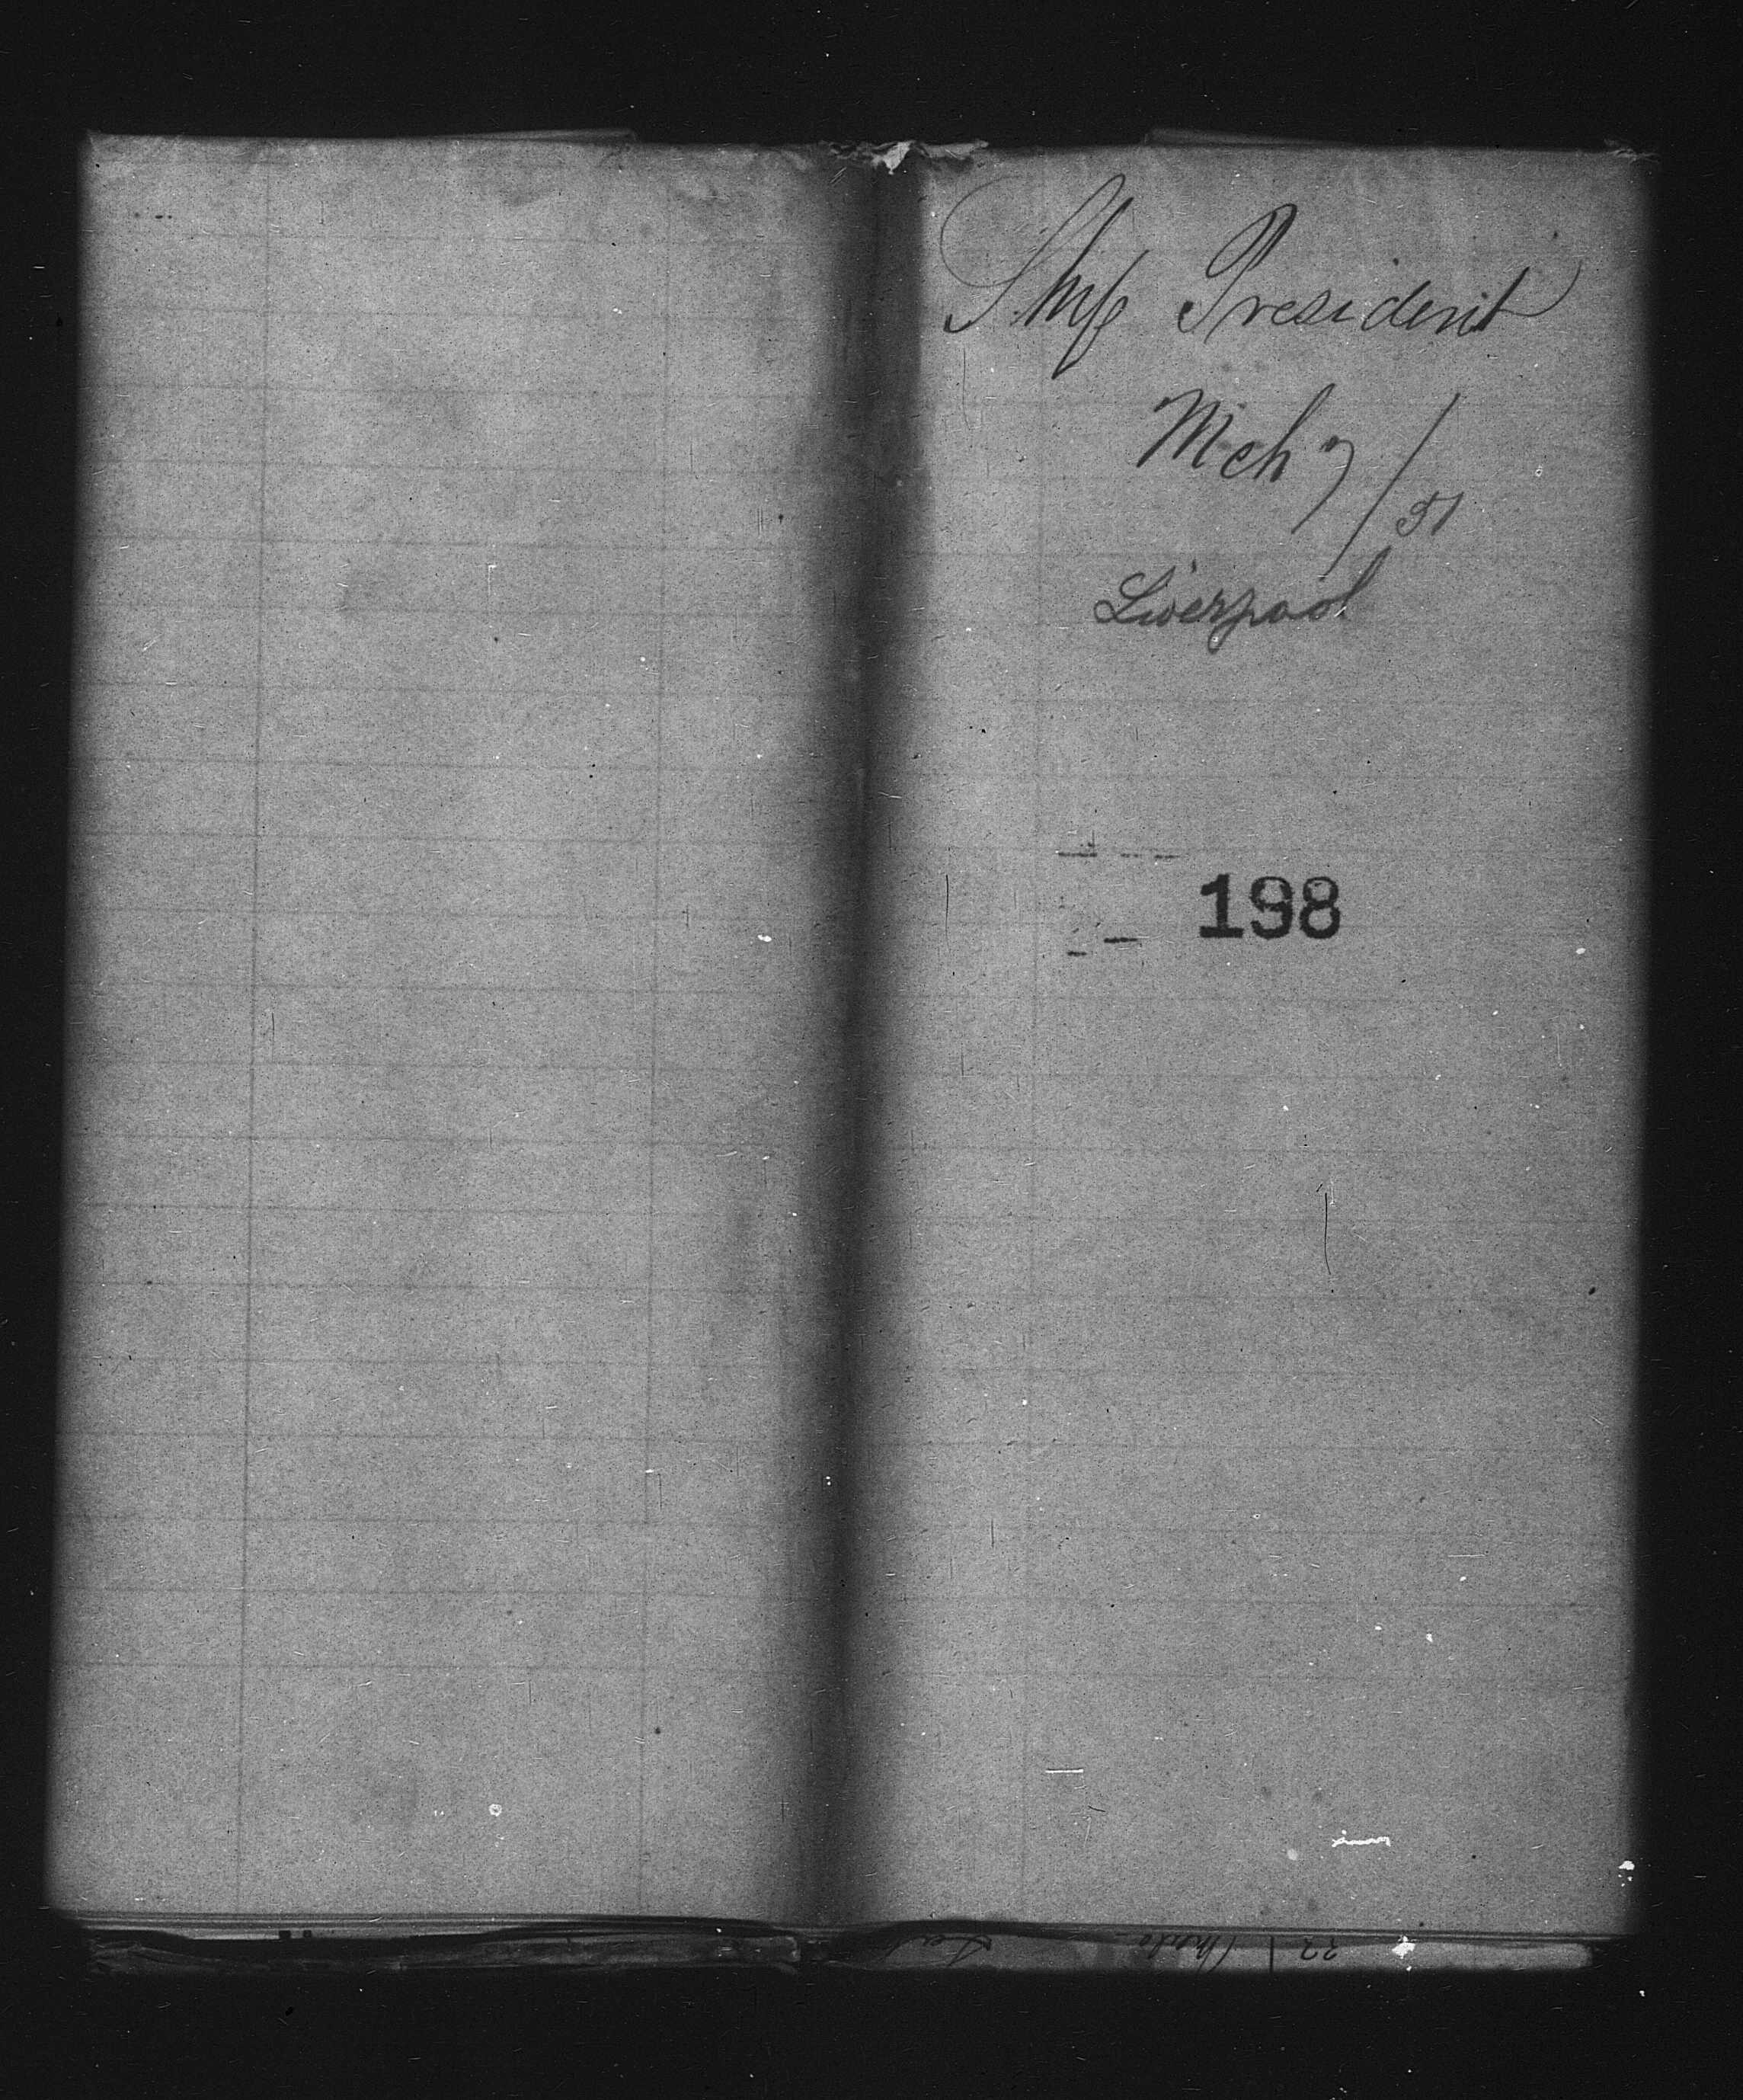 Ship President
Mch 7/51
Liverpool
198